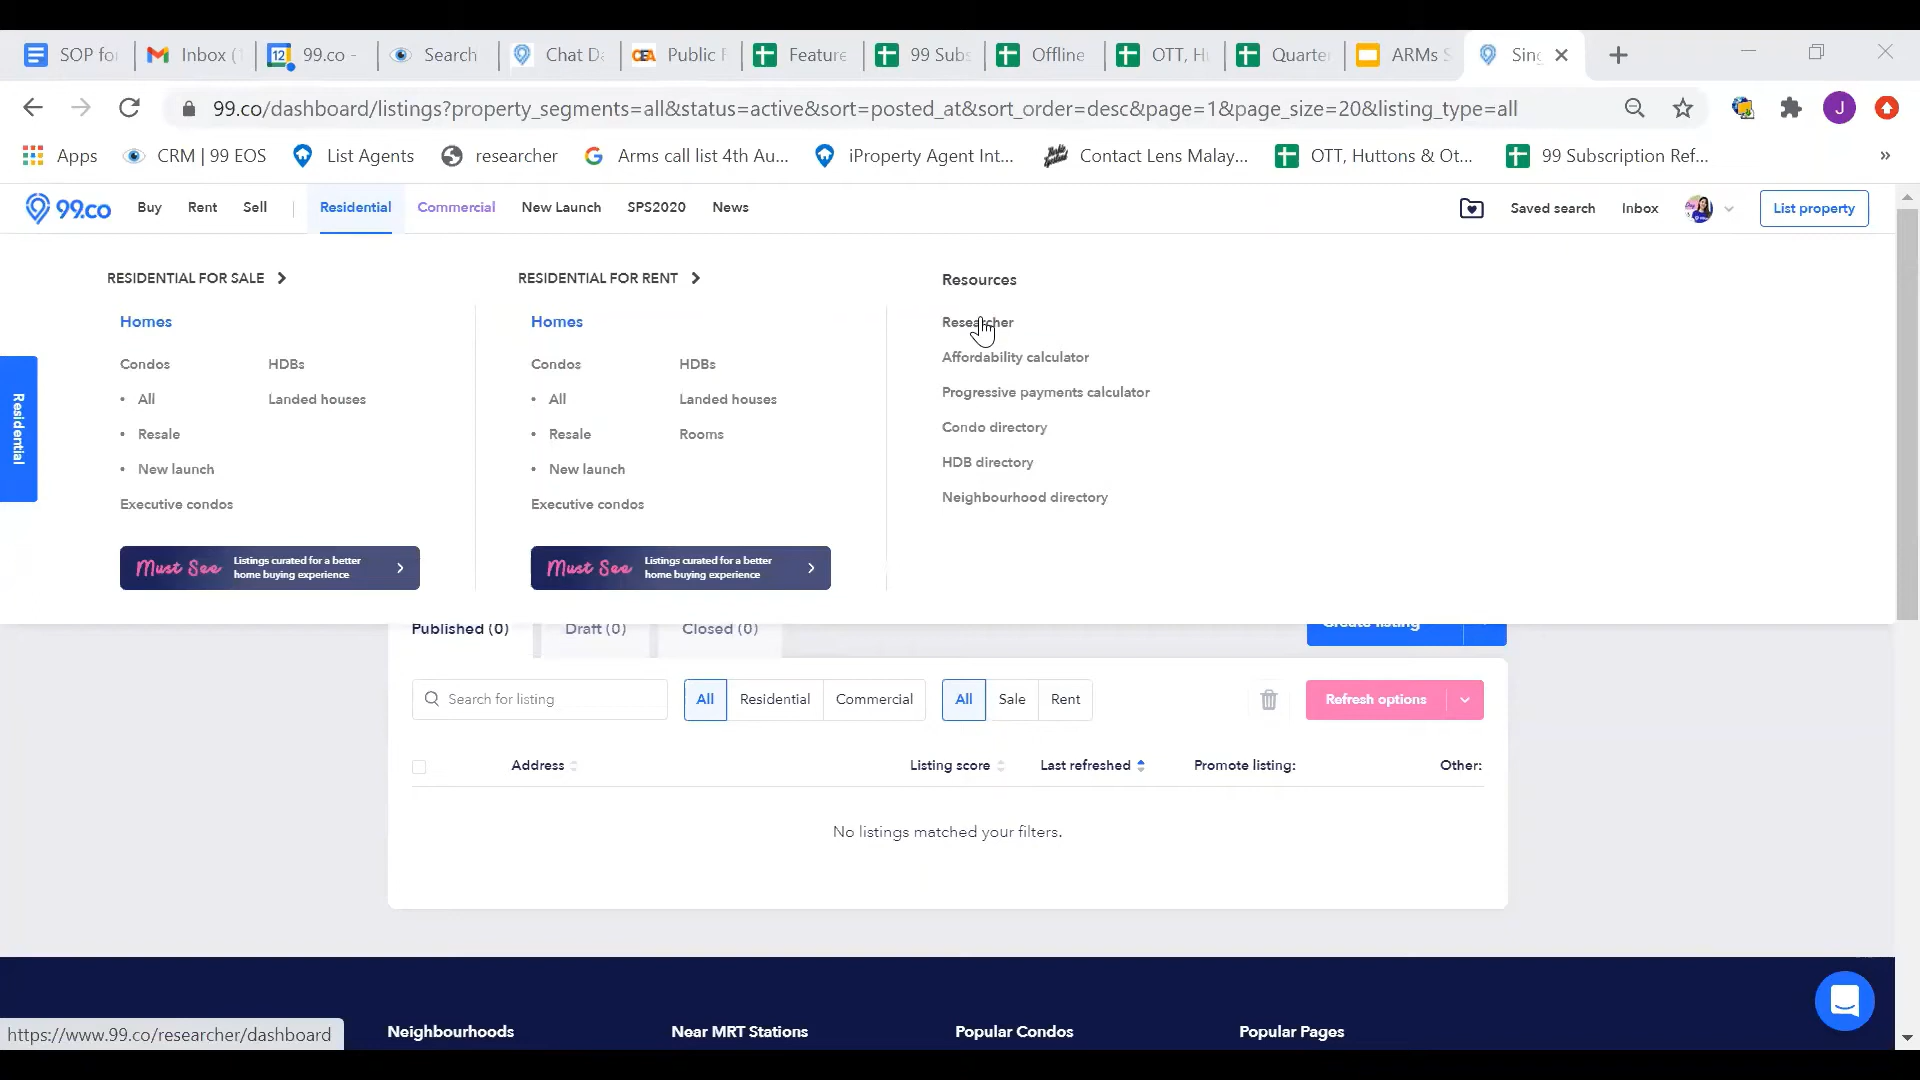 SOP fo
Inbox (1
12
99.co -
Search
Chat Da
CEA
Public F
Feature
99 Subs
Offline
OTT, Hu
Quarter
ARMs S
Sing
99.co/dashboard/listings?property_segments=all&status=active&sort=posted_at&sort_order=desc&page=1&page_size=20&listing_type=all
J
Apps
CRM | 99 EOS
List Agents
researcher
Arms call list 4th Au...
iProperty Agent Int...
Contact Lens Malay...
OTT, Huttons & Ot...
99 Subscription Ref...
»
99.co
Buy
Rent
Sell
Residential
Commercial
New Launch
SPS2020
News
Saved search
Inbox
List property
RESIDENTIAL FOR SALE
RESIDENTIAL FOR RENT
Resources
Homes
Homes
Researcher
Condos
HDBs
Condos
HDBs
Affordability calculator
• All
Landed houses
• All
Landed houses
Progressive payments calculator
• Resale
• Resale
Rooms
Condo directory
• New launch
• New launch
HDB directory
Executive condos
Executive condos
Neighbourhood directory
Residential
Must See
Listings curated for a better
home buying experience
Must See
Listings curated for a better
home buying experience
Published (0)
Draft (0)
Closed (0)
Create listing
Search for listing
All
Residential
Commercial
All
Sale
Rent
Refresh options
Address
Listing score
Last refreshed
Promote listing:
Other:
No listings matched your filters.
https://www.99.co/researcher/dashboard
Neighbourhoods
Near MRT Stations
Popular Condos
Popular Pages